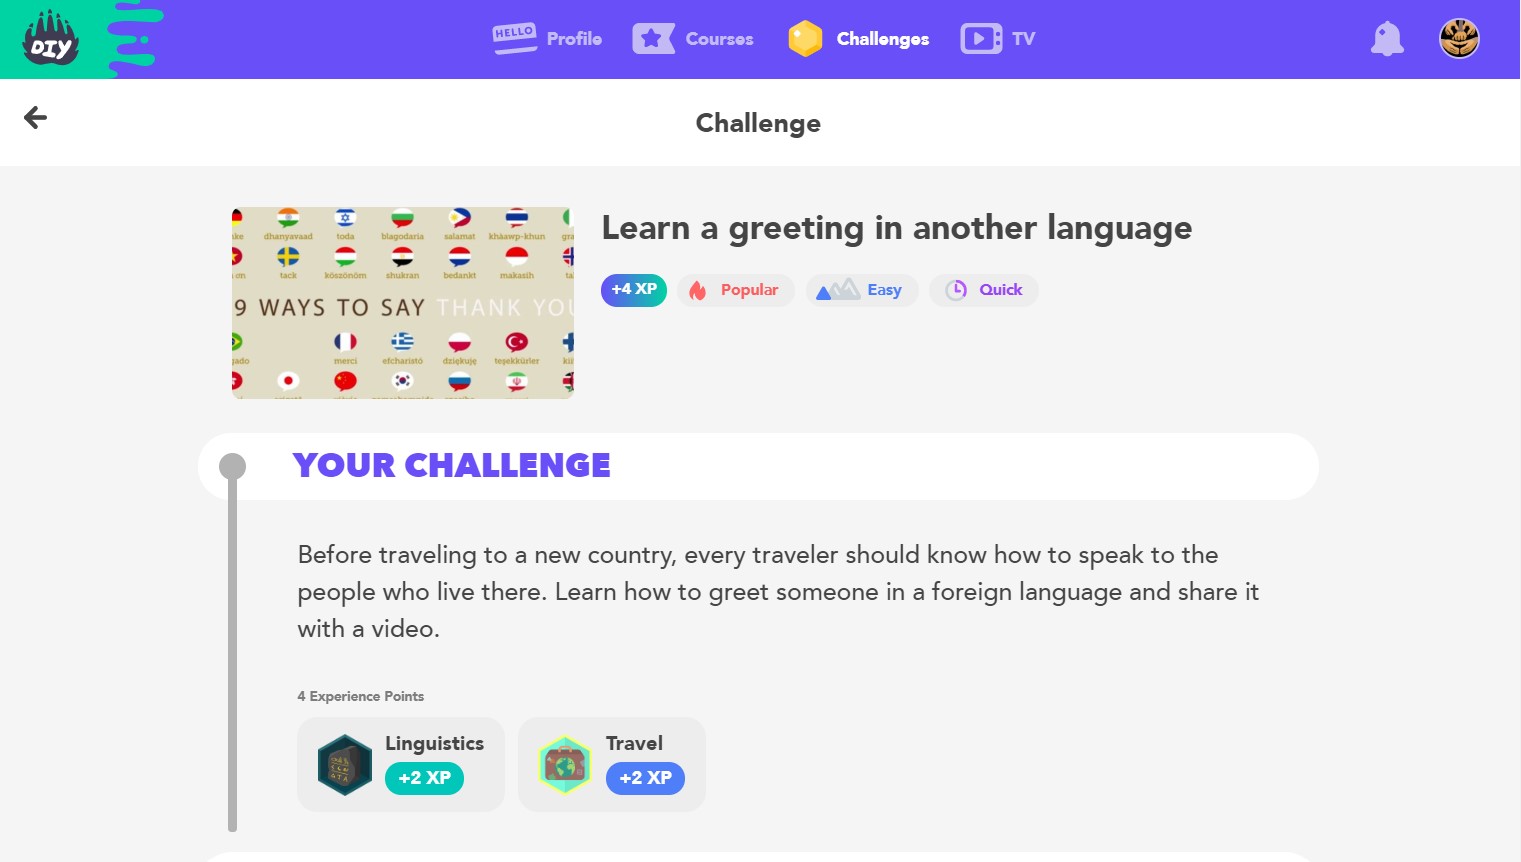 DIY
HELLO
Profile
Courses
Challenges
TV
Challenge
dhanyavaad
toda
blagodaria
salamat
khàawp-khun
tack
köszönöm
shukran
bedankt
makasih
9 WAYS TO SAY THANK YOU
merci
efcharistó
dziękuję
teşekkürler
Learn a greeting in another language
+4 XP
Popular
Easy
Quick
YOUR CHALLENGE
Before traveling to a new country, every traveler should know how to speak to the
people who live there. Learn how to greet someone in a foreign language and share it
with a video.
4 Experience Points
Linguistics
+2 XP
Travel
+2 XP